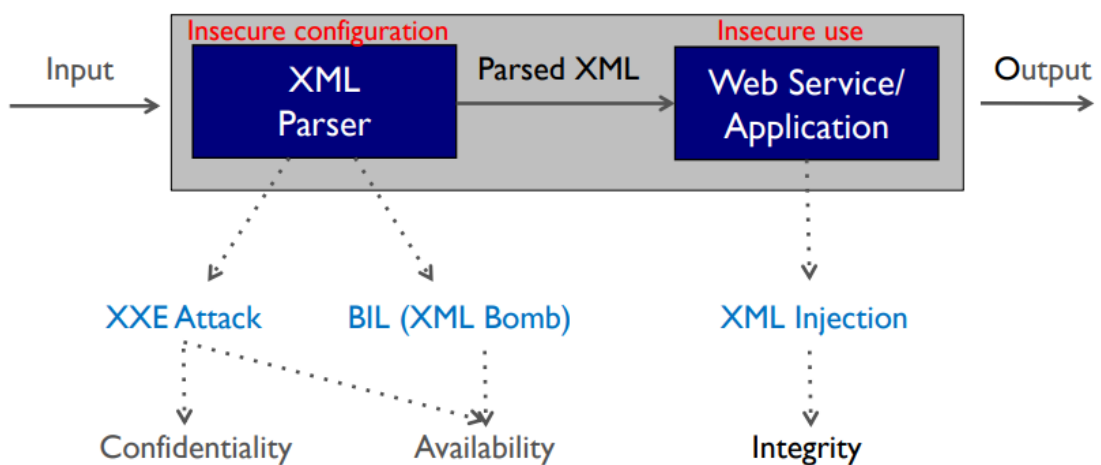 Insecure configuration
Insecure use
Input
XML
Parser
Parsed XML
Web Service/
Application
Output
XXE Attack
BIL (XML Bomb)
XML Injection
Confidentiality
Availability
Integrity